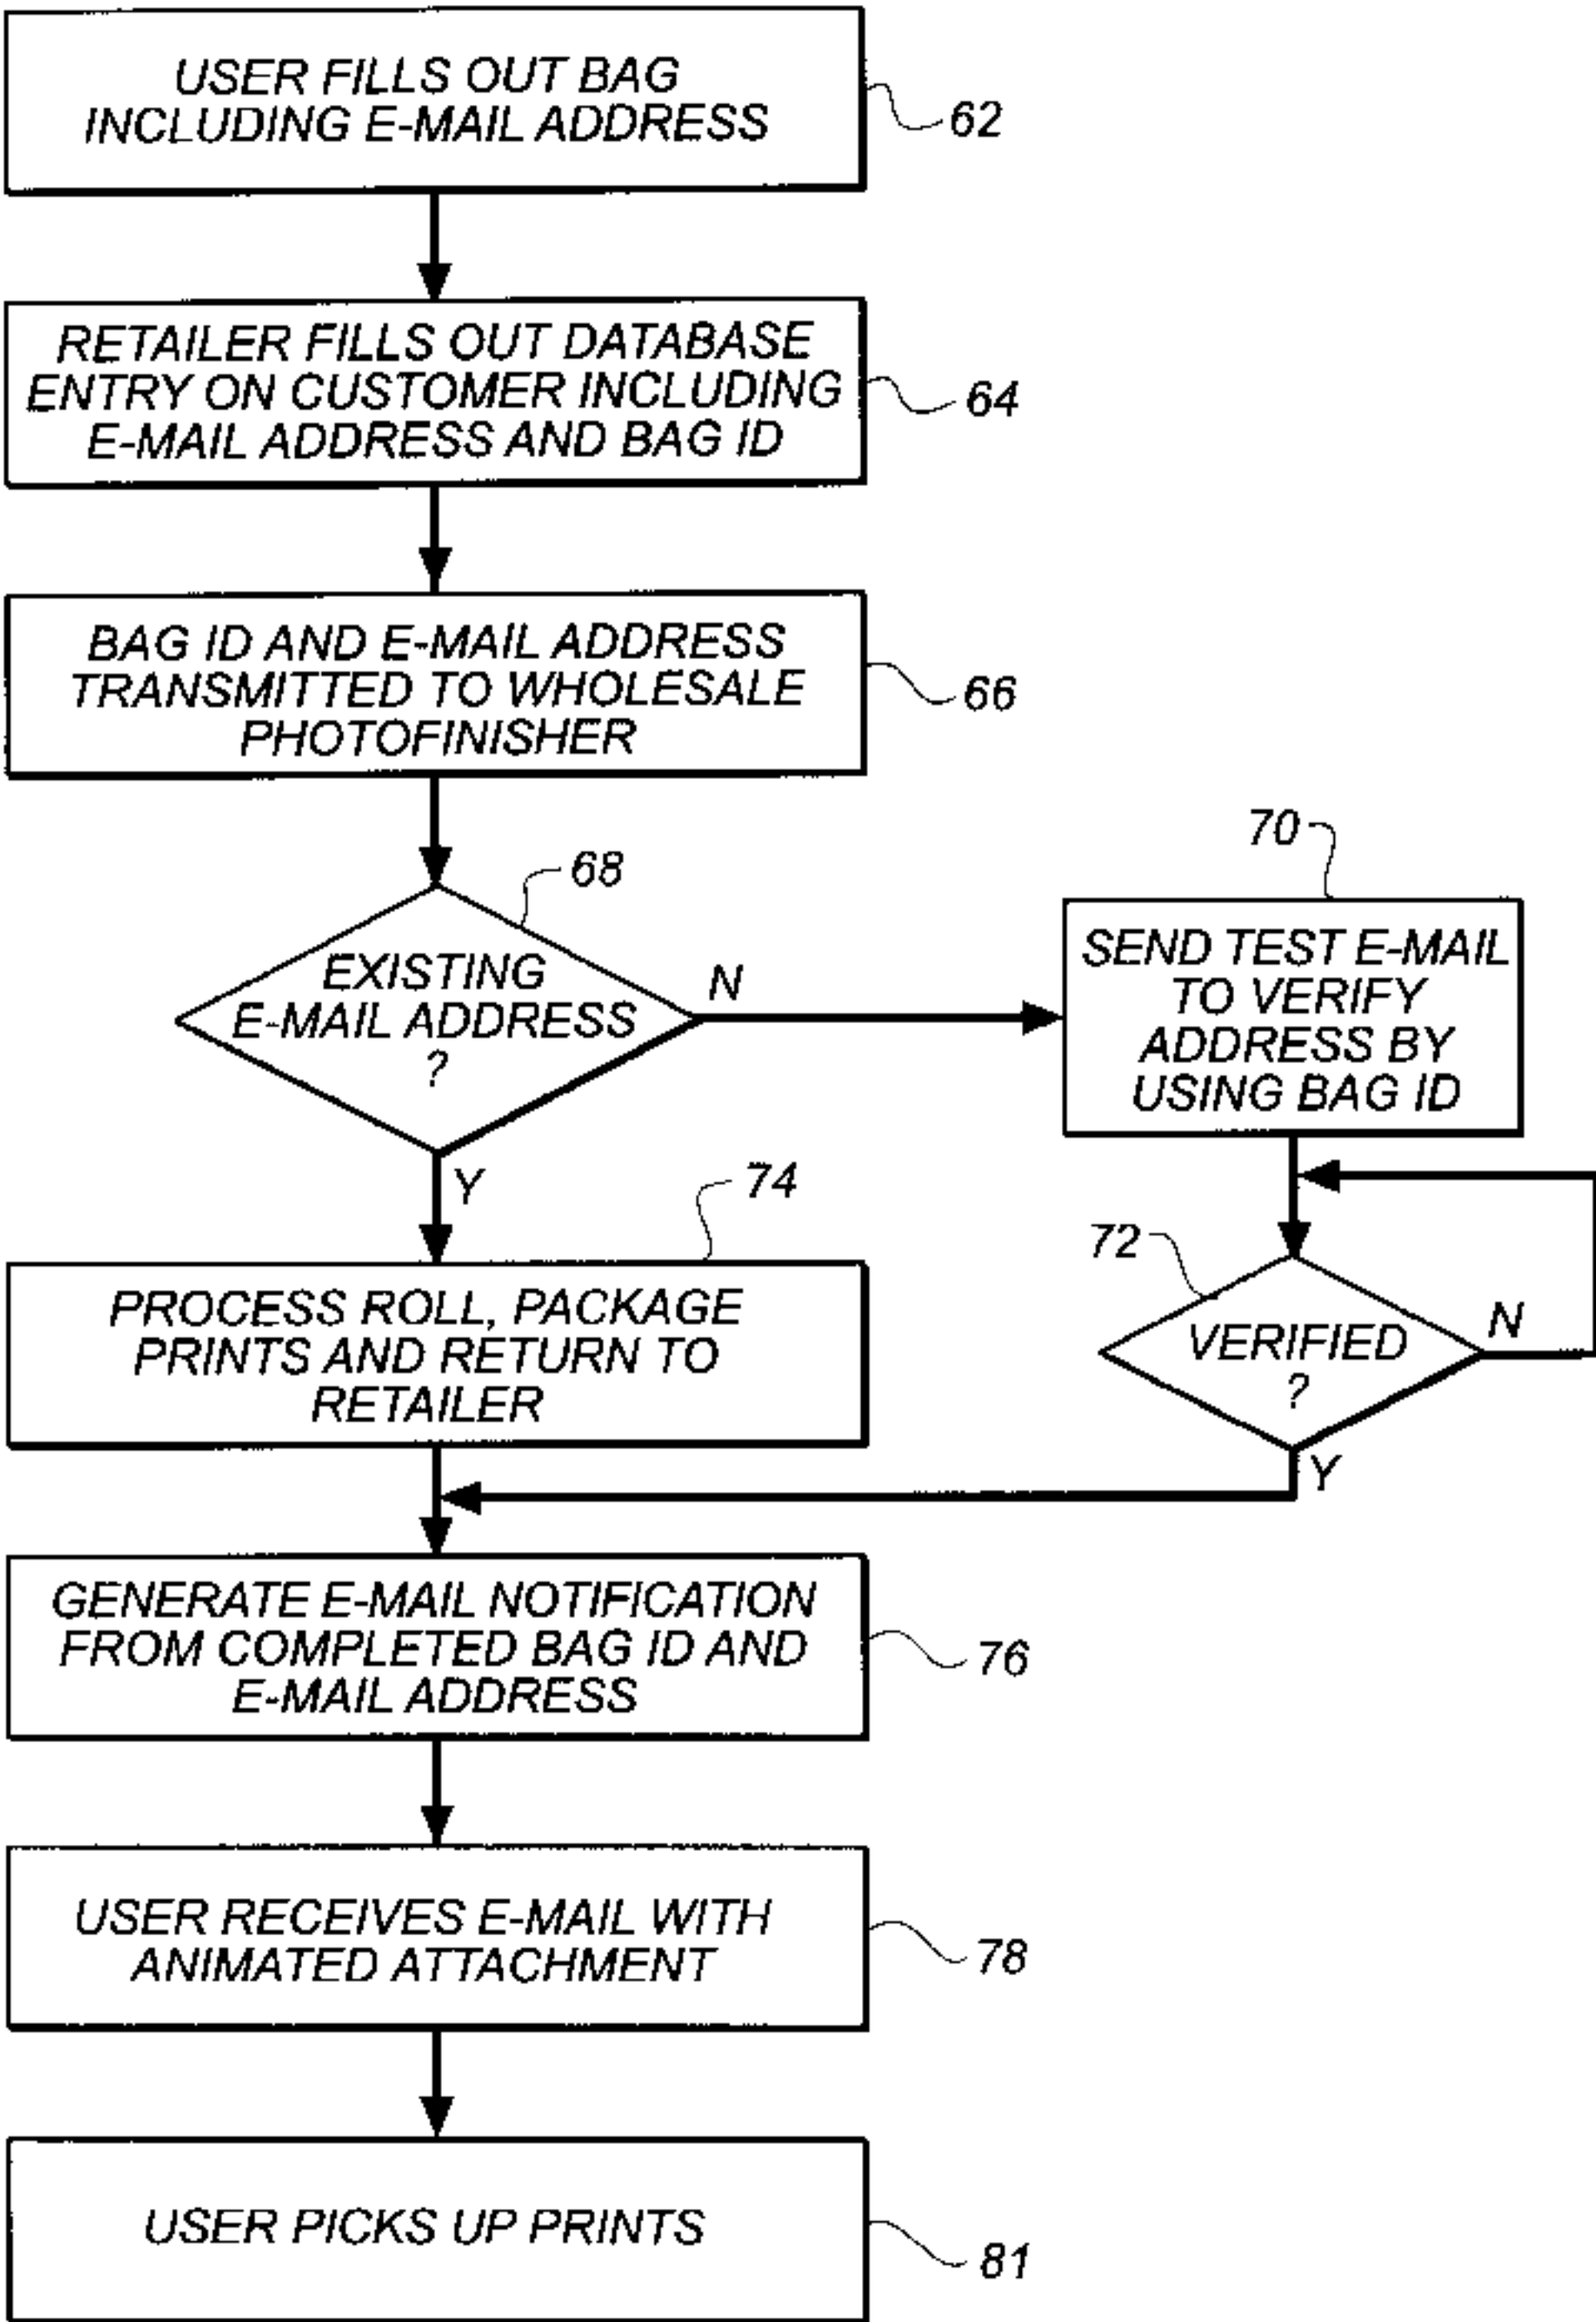 USER FILLS OUT BAG
INCLUDING E-MAIL ADDRESS
62
RETAILER FILLS OUT DATABASE
ENTRY ON CUSTOMER INCLUDING
E-MAIL ADDRESS AND BAG ID
64
BAG ID AND E-MAIL ADDRESS
TRANSMITTED TO WHOLESALE
PHOTOFINISHER
66
68
EXISTING
E-MAIL ADDRESS
?
N
Y
70
SEND TEST E-MAIL
TO VERIFY
ADDRESS BY
USING BAG ID
72
VERIFIED
?
N
Y
74
PROCESS ROLL, PACKAGE
PRINTS AND RETURN TO
RETAILER
GENERATE E-MAIL NOTIFICATION
FROM COMPLETED BAG ID AND
E-MAIL ADDRESS
76
USER RECEIVES E-MAIL WITH
ANIMATED ATTACHMENT
78
USER PICKS UP PRINTS
81